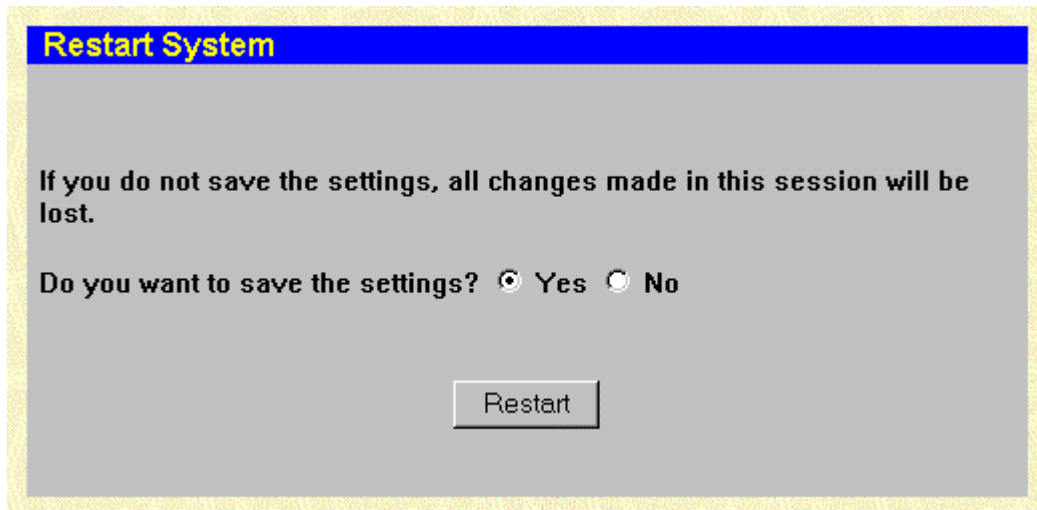 Restart System
If you do not save the settings, all changes made in this session will be
lost.
Do you want to save the settings? Yes No
Restart